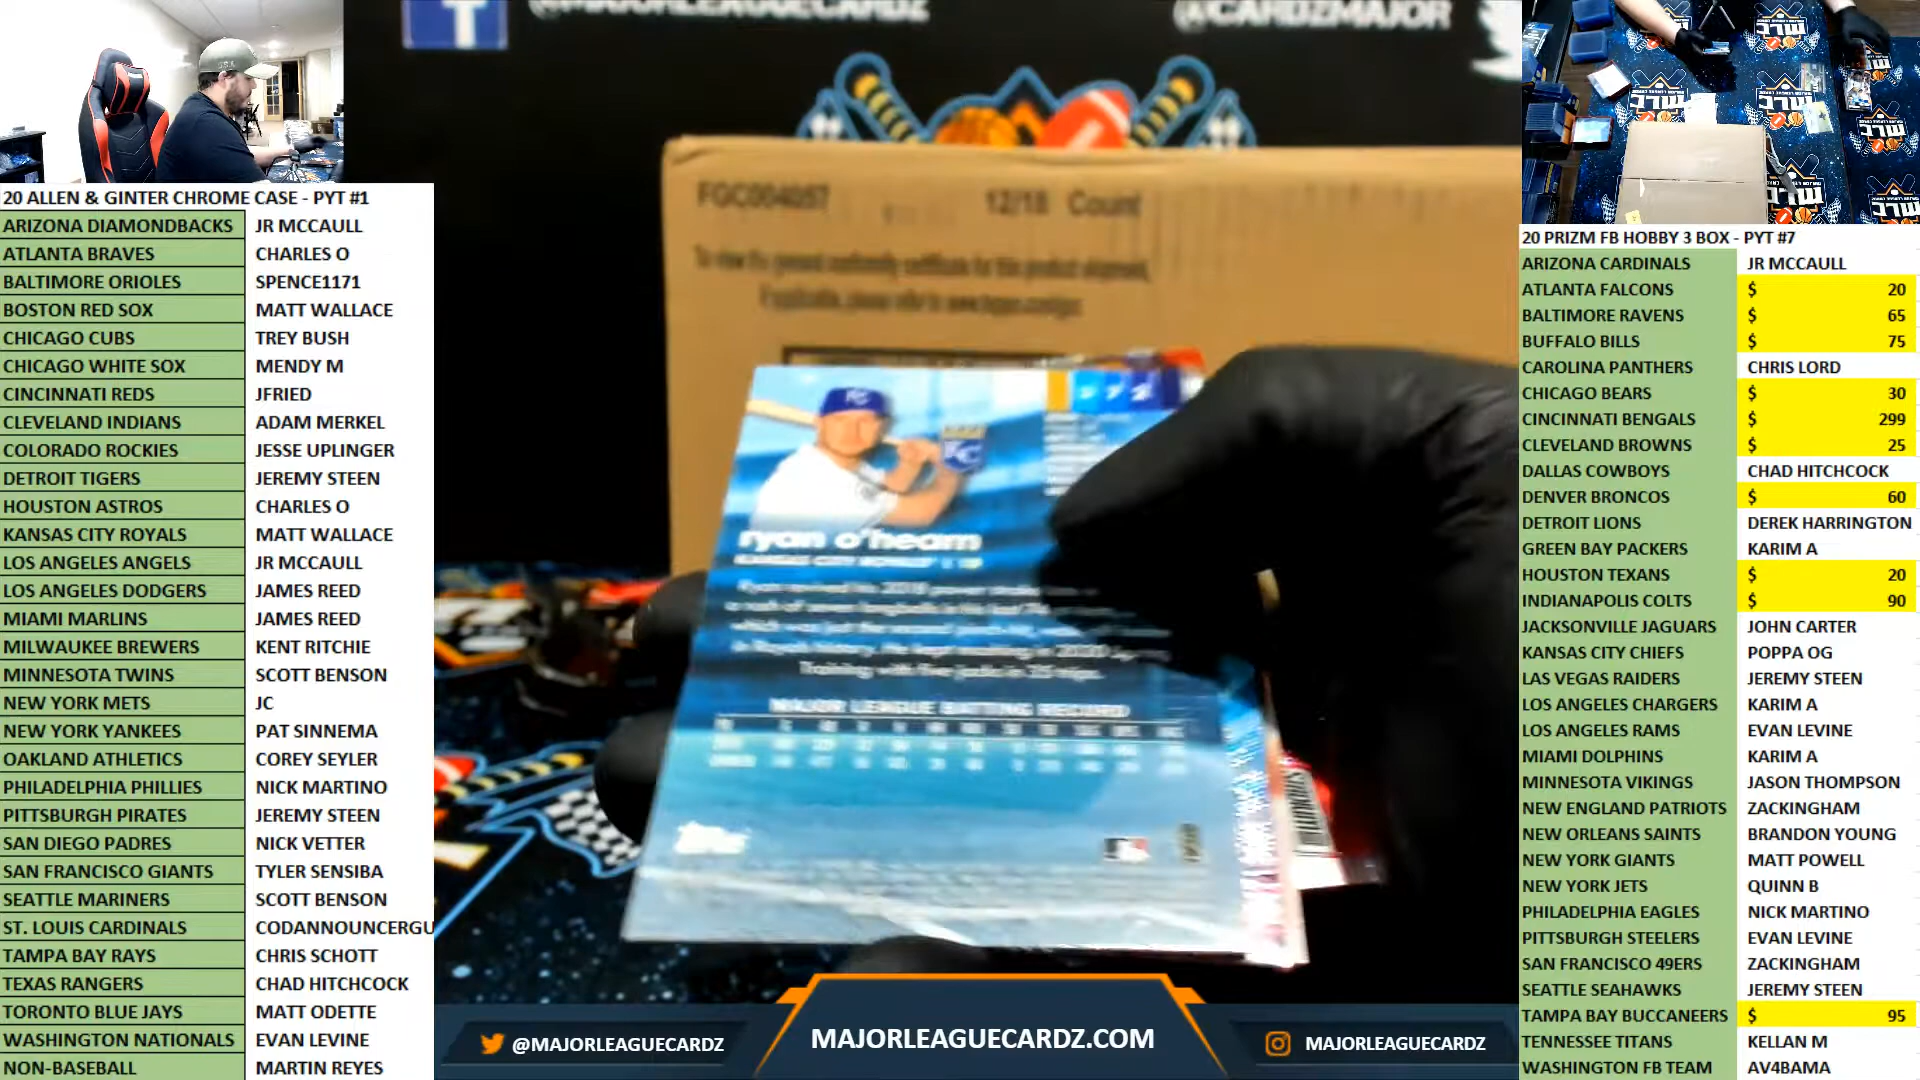 @MAJORLEAGUECARDZ
@CARDZMAJOR
20 ALLEN & GINTER CHROME CASE - PYT #1
ARIZONA DIAMONDBACKS JR MCCAULL
ATLANTA BRAVES CHARLES O
BALTIMORE ORIOLES SPENCE1171
BOSTON RED SOX MATT WALLACE
CHICAGO CUBS TREY BUSH
CHICAGO WHITE SOX MENDY M
CINCINNATI REDS JFRIED
CLEVELAND INDIANS ADAM MERKEL
COLORADO ROCKIES JESSE UPLINGER
DETROIT TIGERS JEREMY STEEN
HOUSTON ASTROS CHARLES O
KANSAS CITY ROYALS MATT WALLACE
LOS ANGELES ANGELS JR MCCAULL
LOS ANGELES DODGERS JAMES REED
MIAMI MARLINS JAMES REED
MILWAUKEE BREWERS KENT RITCHIE
MINNESOTA TWINS SCOTT BENSON
NEW YORK METS JC
NEW YORK YANKEES PAT SINNEMA
OAKLAND ATHLETICS COREY SEYLER
PHILADELPHIA PHILLIES NICK MARTINO
PITTSBURGH PIRATES JEREMY STEEN
SAN DIEGO PADRES NICK VETTER
SAN FRANCISCO GIANTS TYLER SENSIBA
SEATTLE MARINERS SCOTT BENSON
ST. LOUIS CARDINALS CODANNOUNCERGU
TAMPA BAY RAYS CHRIS SCHOTT
TEXAS RANGERS CHAD HITCHCOCK
TORONTO BLUE JAYS MATT ODETTE
WASHINGTON NATIONALS EVAN LEVINE
NON-BASEBALL MARTIN REYES
FGC004057 12/18 Count
ryan o'hearn
KANSAS CITY ROYALS
MAJOR LEAGUE BATTING RECORD
topps
@MAJORLEAGUECARDZ
MAJORLEAGUECARDZ.COM
MAJORLEAGUECARDZ
20 PRIZM FB HOBBY 3 BOX - PYT #7
ARIZONA CARDINALS JR MCCAULL
ATLANTA FALCONS $ 20
BALTIMORE RAVENS $ 65
BUFFALO BILLS $ 75
CAROLINA PANTHERS CHRIS LORD
CHICAGO BEARS $ 30
CINCINNATI BENGALS $ 299
CLEVELAND BROWNS $ 25
DALLAS COWBOYS CHAD HITCHCOCK
DENVER BRONCOS $ 60
DETROIT LIONS DEREK HARRINGTON
GREEN BAY PACKERS KARIM A
HOUSTON TEXANS $ 20
INDIANAPOLIS COLTS $ 90
JACKSONVILLE JAGUARS JOHN CARTER
KANSAS CITY CHIEFS POPPA OG
LAS VEGAS RAIDERS JEREMY STEEN
LOS ANGELES CHARGERS KARIM A
LOS ANGELES RAMS EVAN LEVINE
MIAMI DOLPHINS KARIM A
MINNESOTA VIKINGS JASON THOMPSON
NEW ENGLAND PATRIOTS ZACKINGHAM
NEW ORLEANS SAINTS BRANDON YOUNG
NEW YORK GIANTS MATT POWELL
NEW YORK JETS QUINN B
PHILADELPHIA EAGLES NICK MARTINO
PITTSBURGH STEELERS EVAN LEVINE
SAN FRANCISCO 49ERS ZACKINGHAM
SEATTLE SEAHAWKS JEREMY STEEN
TAMPA BAY BUCCANEERS $ 95
TENNESSEE TITANS KELLAN M
WASHINGTON FB TEAM AV4BAMA